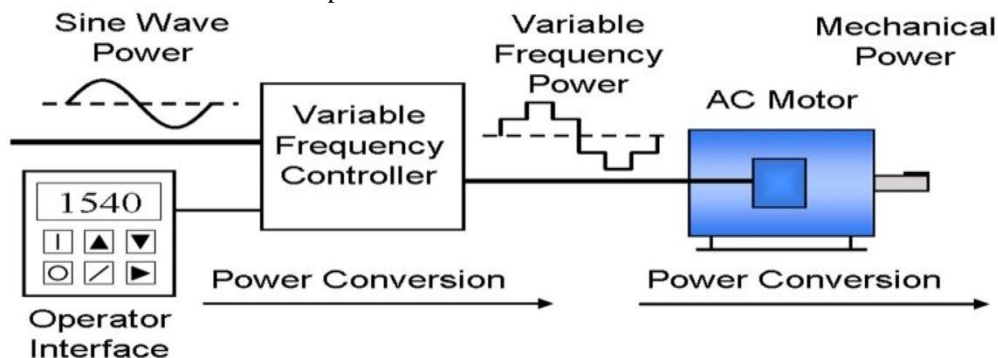 Sine Wave
Power
Variable
Frequency
Power
Mechanical
Power
AC Motor
Variable
Frequency
Controller
1540
Power Conversion
Power Conversion
Operator
Interface